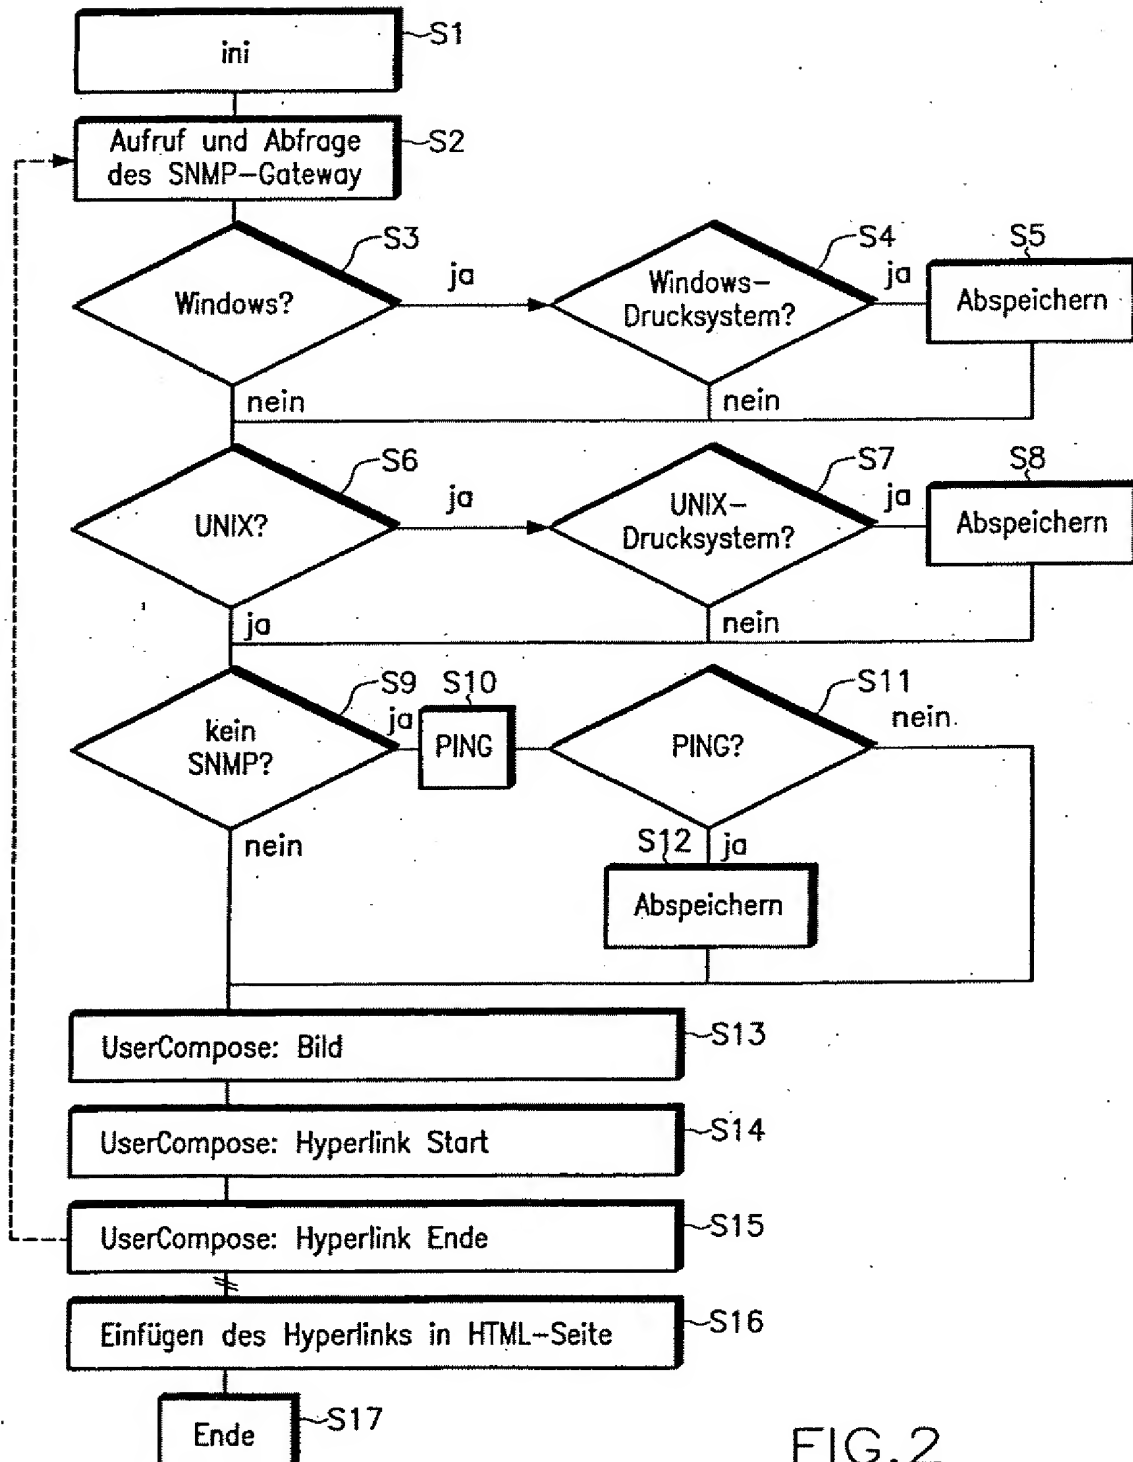 ini
S1
Aufruf und Abfrage
des SNMP-Gateway
S2
Windows?
S3
ja
nein
Windows-
Drucksystem?
S4
ja
nein
S5
Abspeichern
UNIX?
S6
ja
ja
UNIX-
Drucksystem?
S7
ja
nein
S8
Abspeichern
kein
SNMP?
S9
ja
nein
S10
PING
PING?
S11
nein
ja
S12
Abspeichern
UserCompose: Bild
S13
UserCompose: Hyperlink Start
S14
UserCompose: Hyperlink Ende
S15
Einfügen des Hyperlinks in HTML-Seite
S16
Ende
S17
FIG.2